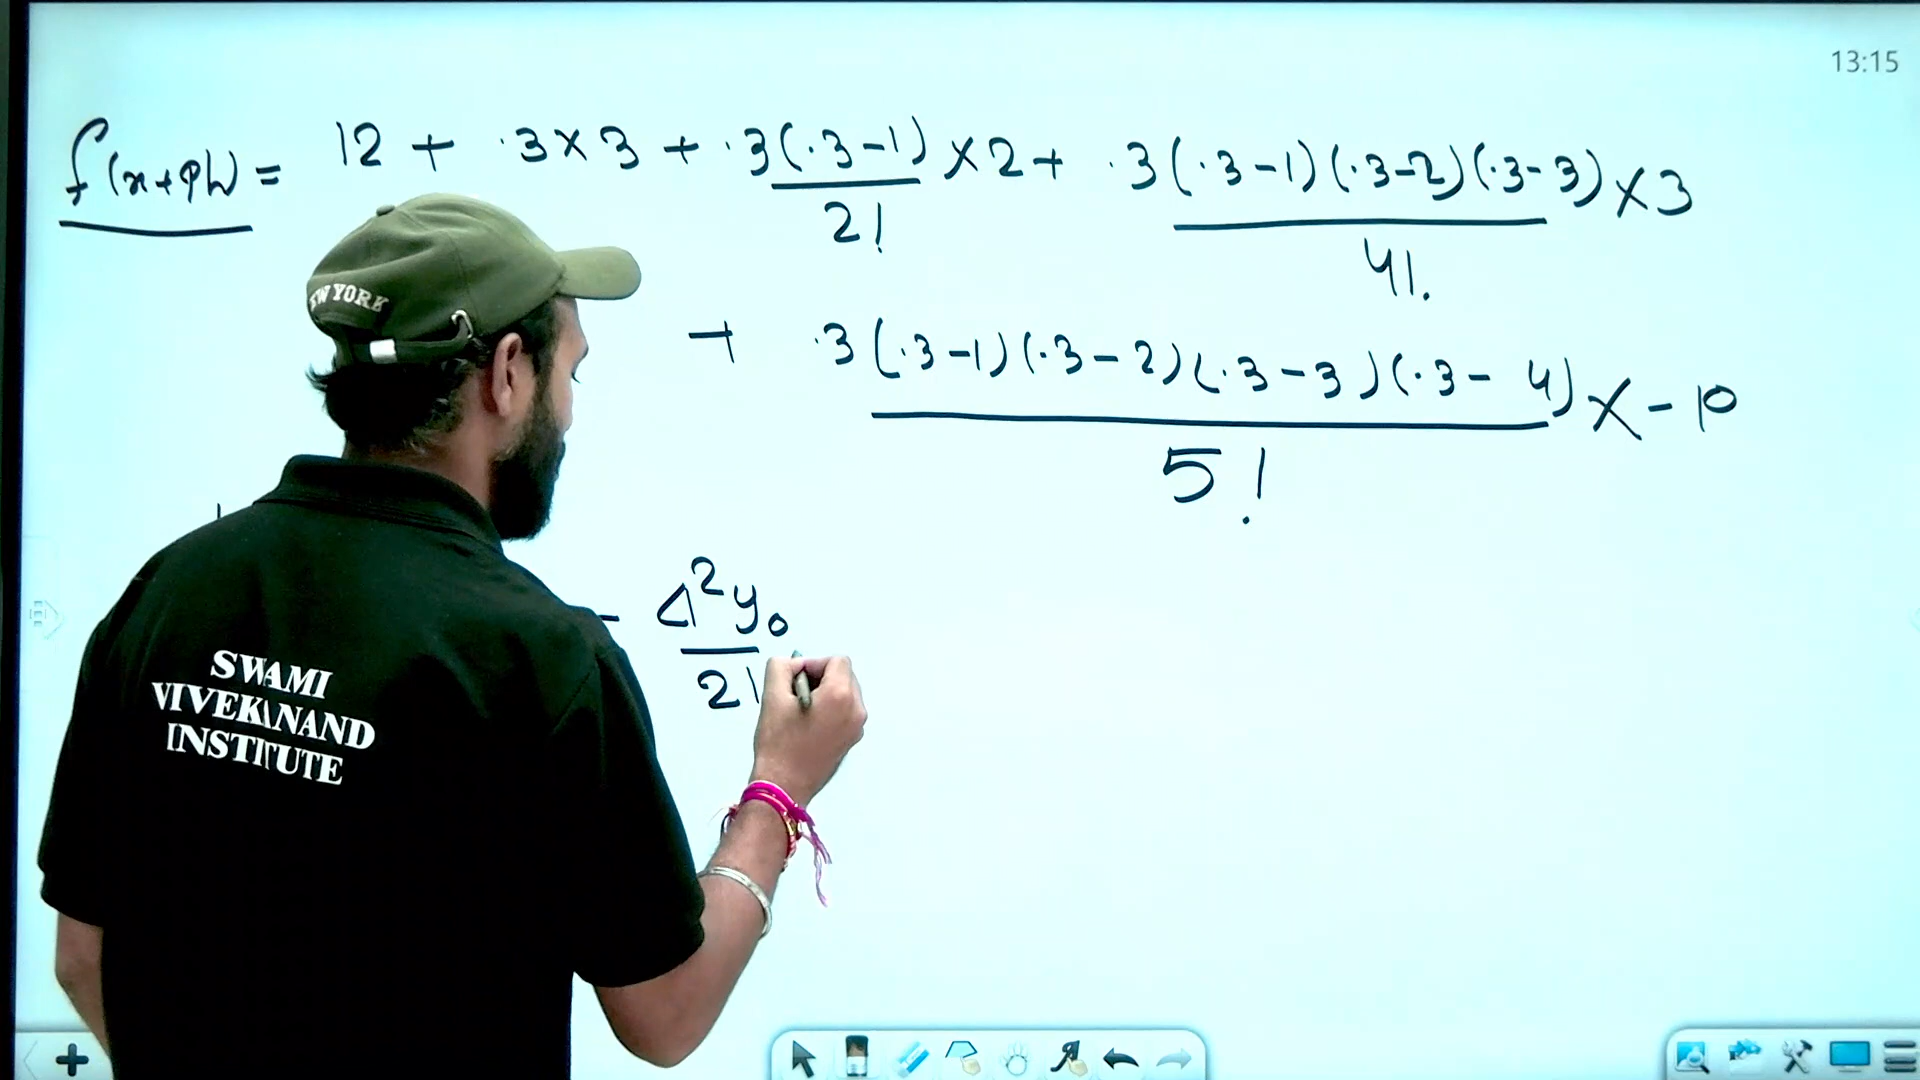 13:15
f(x+ph) = 12 + .3×3 + .3(.3-1)/2! ×2 + .3(.3-1)(.3-2)(.3-3)/4! ×3
+ .3(.3-1)(.3-2)(.3-3)(.3-4)/5! × -10
NEW YORK
- Δ²y₀/2!
SWAMI
VIVEKANAND
INSTITUTE